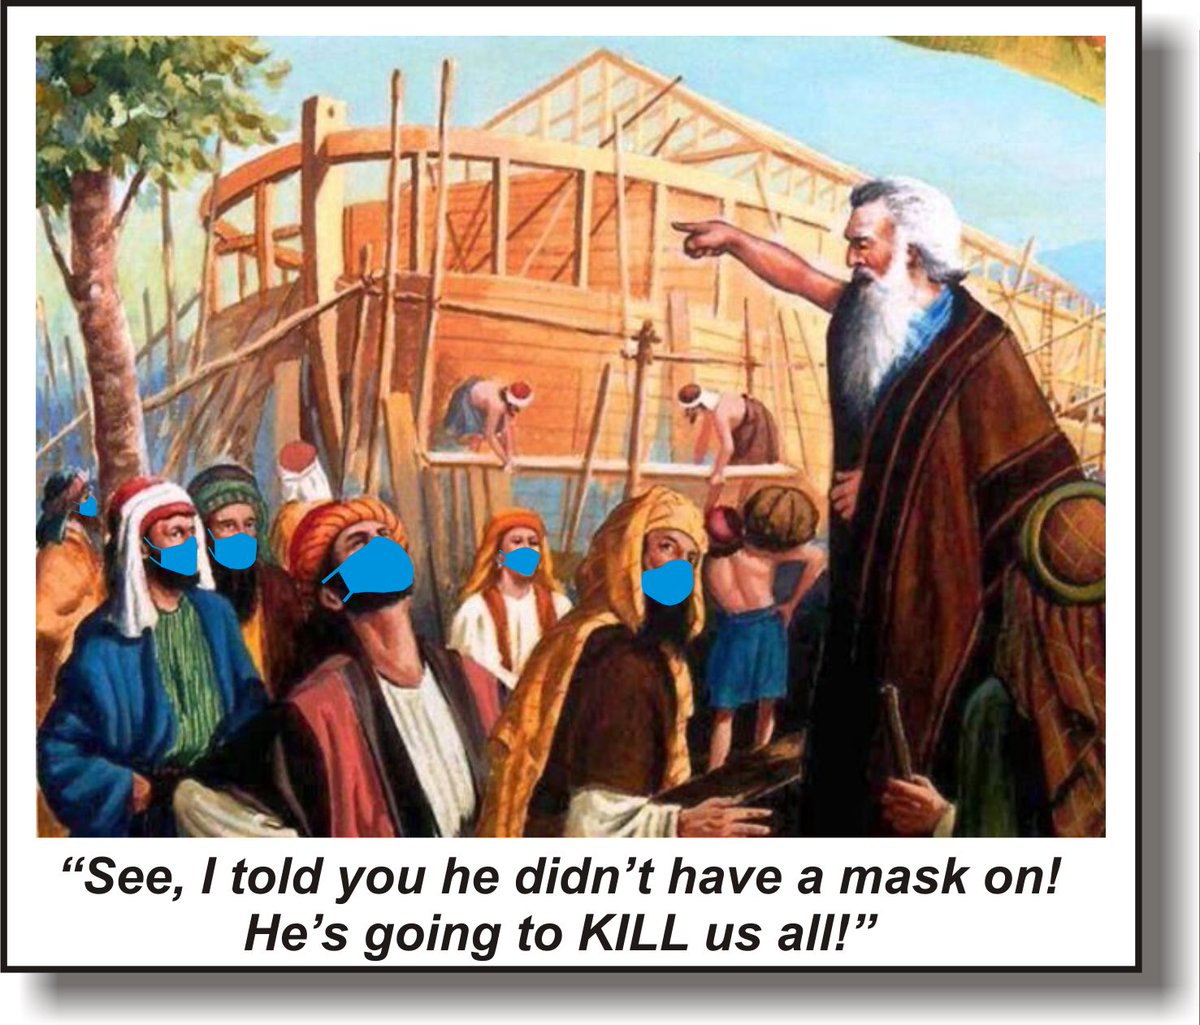 “See, I told you he didn’t have a mask on!
He’s going to KILL us all!”